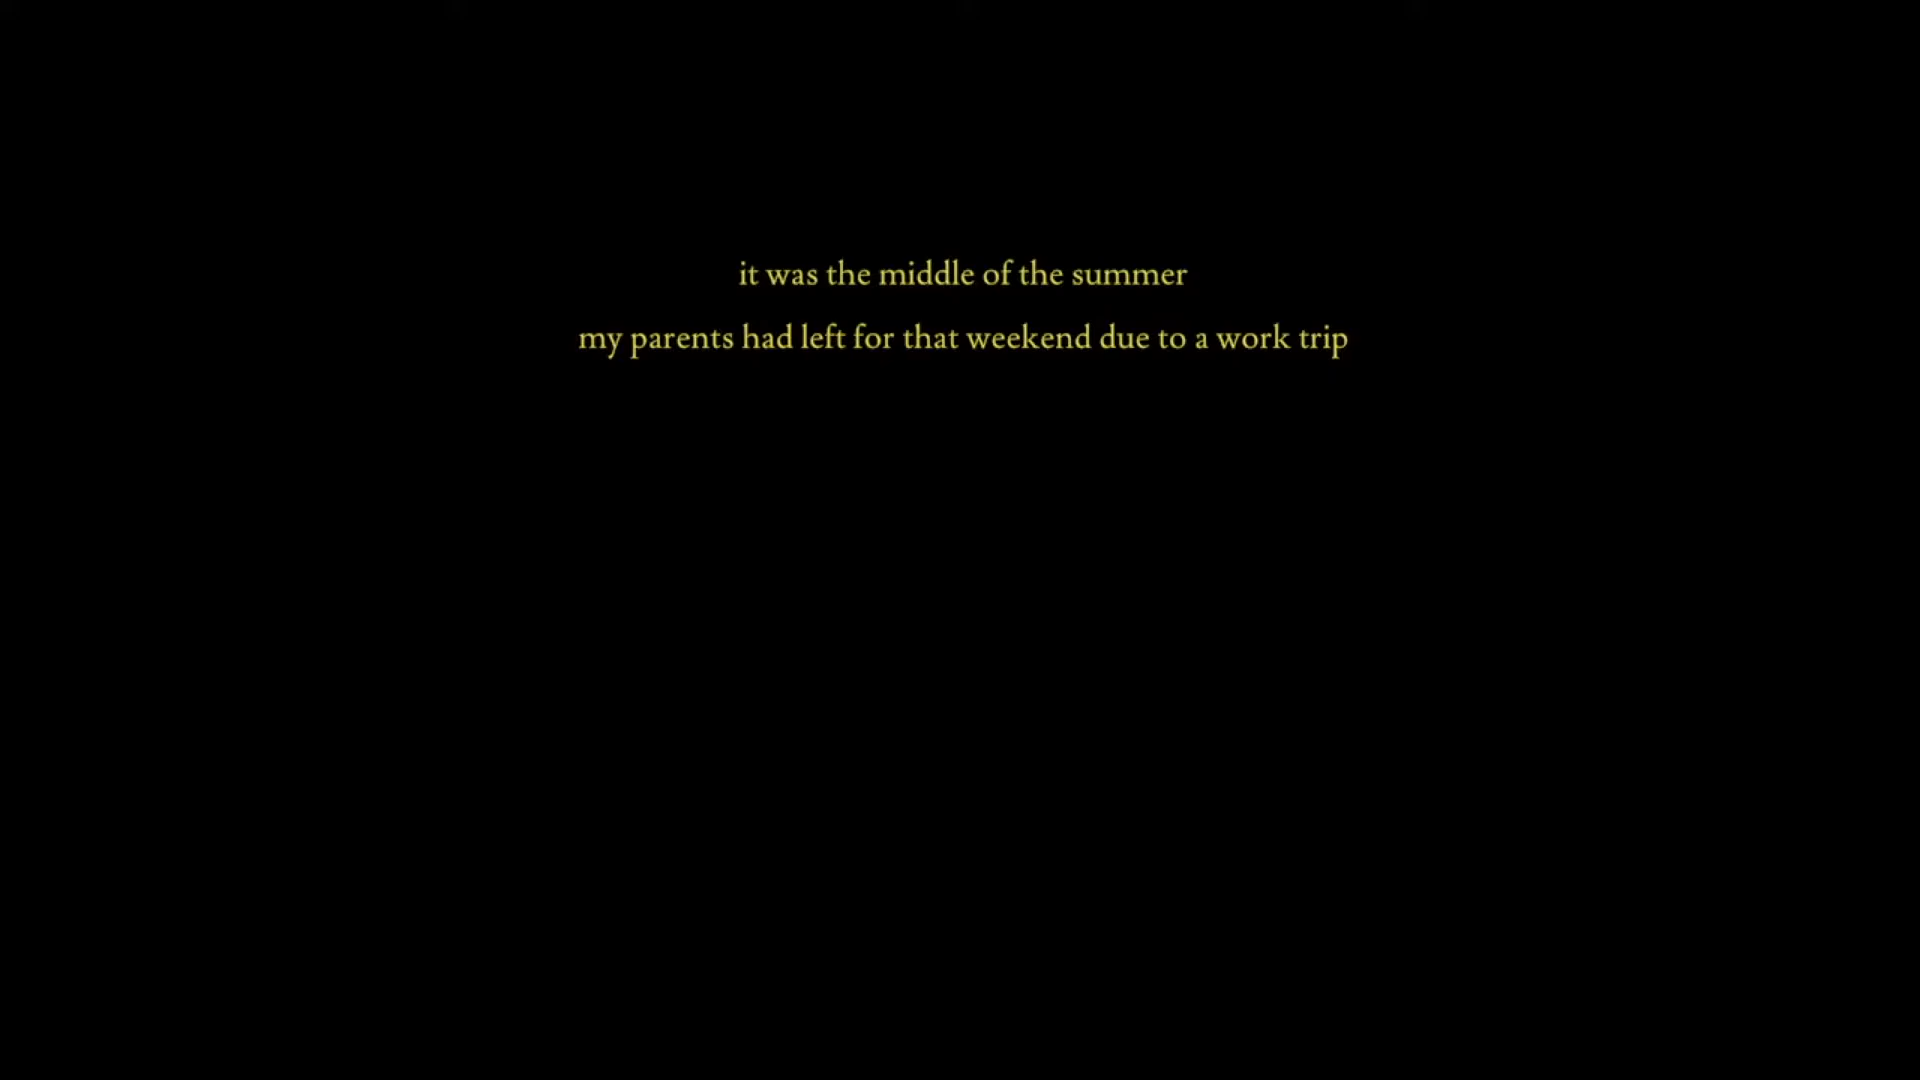 it was the middle of the summer
my parents had left for that weekend due to a work trip